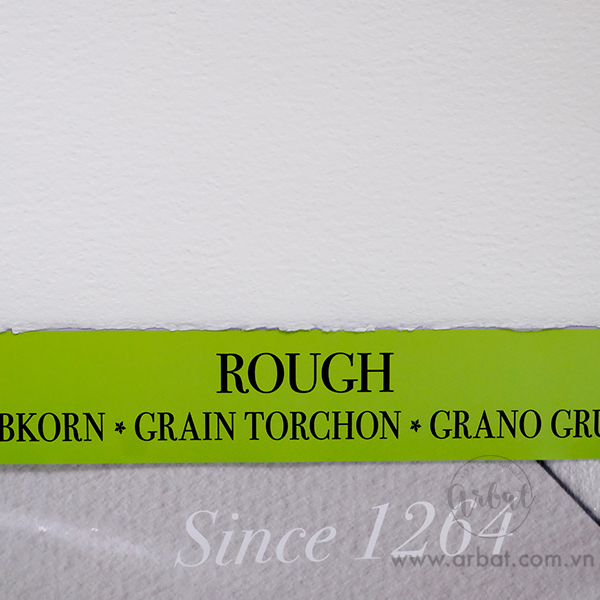 ROUGH
BKORN * GRAIN TORCHON * GRANO GRU
Since 1264
arbat
www.arbat.com.vn